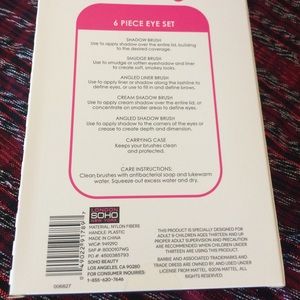 6 PIECE EYE SET
SHADOW BRUSH
Use to apply shadow over the entire lid, building
to the desired coverage.
SMUDGE BRUSH
Use to smudge or soften eyeshadow and liner
to create soft, smokey looks.
ANGLED LINER BRUSH
Use to apply liner or shadow along the lashline to
define eyes, or use to fill in and define brows.
CREAM SHADOW BRUSH
Use to apply cream shadow over the entire lid, or
concentrate on smaller areas to define.
ANGLED SHADOW BRUSH
Use to apply shadow to the corners of the eyes or
crease to create depth and dimension.
CARRYING CASE
Keeps your brushes clean
and protected.
CARE INSTRUCTIONS:
Clean brushes with antibacterial soap and lukewarm
water. Squeeze out excess water and dry.
SOHO
MATERIAL: NYLON FIBERS
HANDLE: PLASTIC
MADE IN CHINA
SOHO BEAUTY
LOS ANGELES, CA 90280
FOR CONSUMER INQUIRIES:
1-855-620-7646
THIS PRODUCT IS SPECIALLY DESIGNED FOR
ADULT CHILDREN AGES THIRTEEN AND UP
PROPER ADULT SUPERVISION AND PRECAUTION
ARE RECOMMENDED WHEN CHILDREN UNDER
THIRTEEN ARE USING THIS PRODUCT.
BARBIE AND ASSOCIATED TRADEMARKS AND
TRADE DRESS ARE OWNED BY AND USED UNDER
LICENSE FROM MATTEL. ©2016 MATTEL.
006827